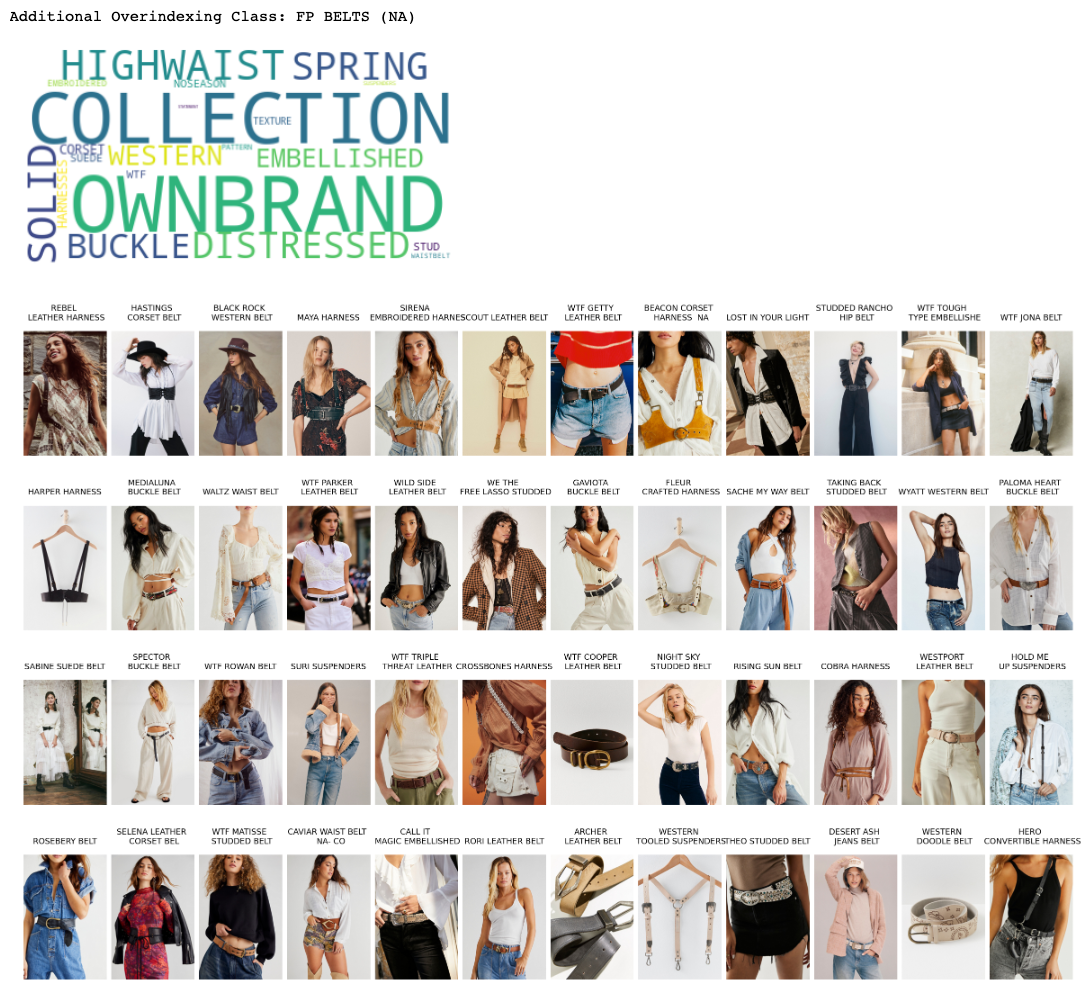 Additional Overindexing Class: FP BELTS (NA)
HIGHWAIST SPRING
EMBROIDERED NOSEASON
COLLECTION
TEXTURE
CORSET
SUEDE WESTERN PATTERN EMBELLISHED
SOLID
HARNESSES
WTF
OWNBRAND
BUCKLE DISTRESSED STUD
WAISTBELT
REBEL
LEATHER HARNESS
HASTINGS
CORSET BELT
BLACK ROCK
WESTERN BELT
MAYA HARNESS
SIRENA
EMBROIDERED HARNES
SCOUT LEATHER BELT
WTF GETTY
LEATHER BELT
BEACON CORSET
HARNESS NA
LOST IN YOUR LIGHT
STUDDED RANCHO
HIP BELT
WTF TOUGH
TYPE EMBELLISHE
WTF JONA BELT
HARPER HARNESS
MEDIALUNA
BUCKLE BELT
WALTZ WAIST BELT
WTF PARKER
LEATHER BELT
WILD SIDE
LEATHER BELT
WE THE
FREE LASSO STUDDED
GAVIOTA
BUCKLE BELT
FLEUR
CRAFTED HARNESS
SACHE MY WAY BELT
TAKING BACK
STUDDED BELT
WYATT WESTERN BELT
PALOMA HEART
BUCKLE BELT
SABINE SUEDE BELT
SPECTOR
BUCKLE BELT
WTF ROWAN BELT
SURI SUSPENDERS
WTF TRIPLE
THREAT LEATHER
CROSSBONES HARNESS
WTF COOPER
LEATHER BELT
NIGHT SKY
STUDDED BELT
RISING SUN BELT
COBRA HARNESS
WESTPORT
LEATHER BELT
HOLD ME
UP SUSPENDERS
ROSEBERY BELT
SELENA LEATHER
CORSET BEL
WTF MATISSE
STUDDED BELT
CAVIAR WAIST BELT
NA- CO
CALL IT
MAGIC EMBELLISHED
RORI LEATHER BELT
ARCHER
LEATHER BELT
WESTERN
TOOLED SUSPENDERS
THEO STUDDED BELT
DESERT ASH
JEANS BELT
WESTERN
DOODLE BELT
HERO
CONVERTIBLE HARNESS